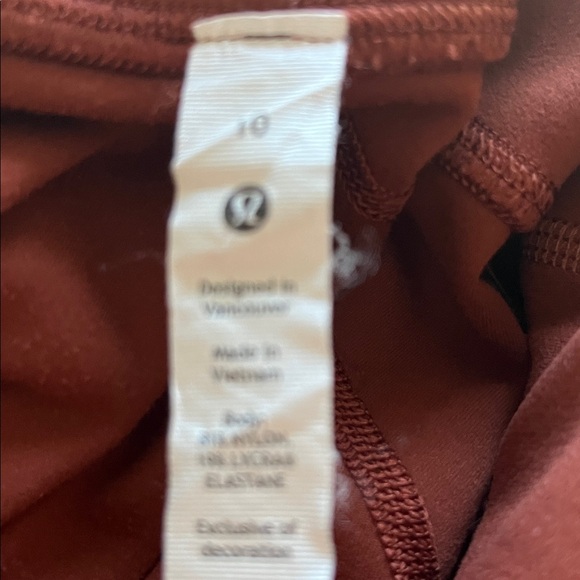 10
Designed in
Vancouver
Made in
Vietnam
Body:
81% NYLON,
19% LYCRA®
ELASTANE
Exclusive of
decoration